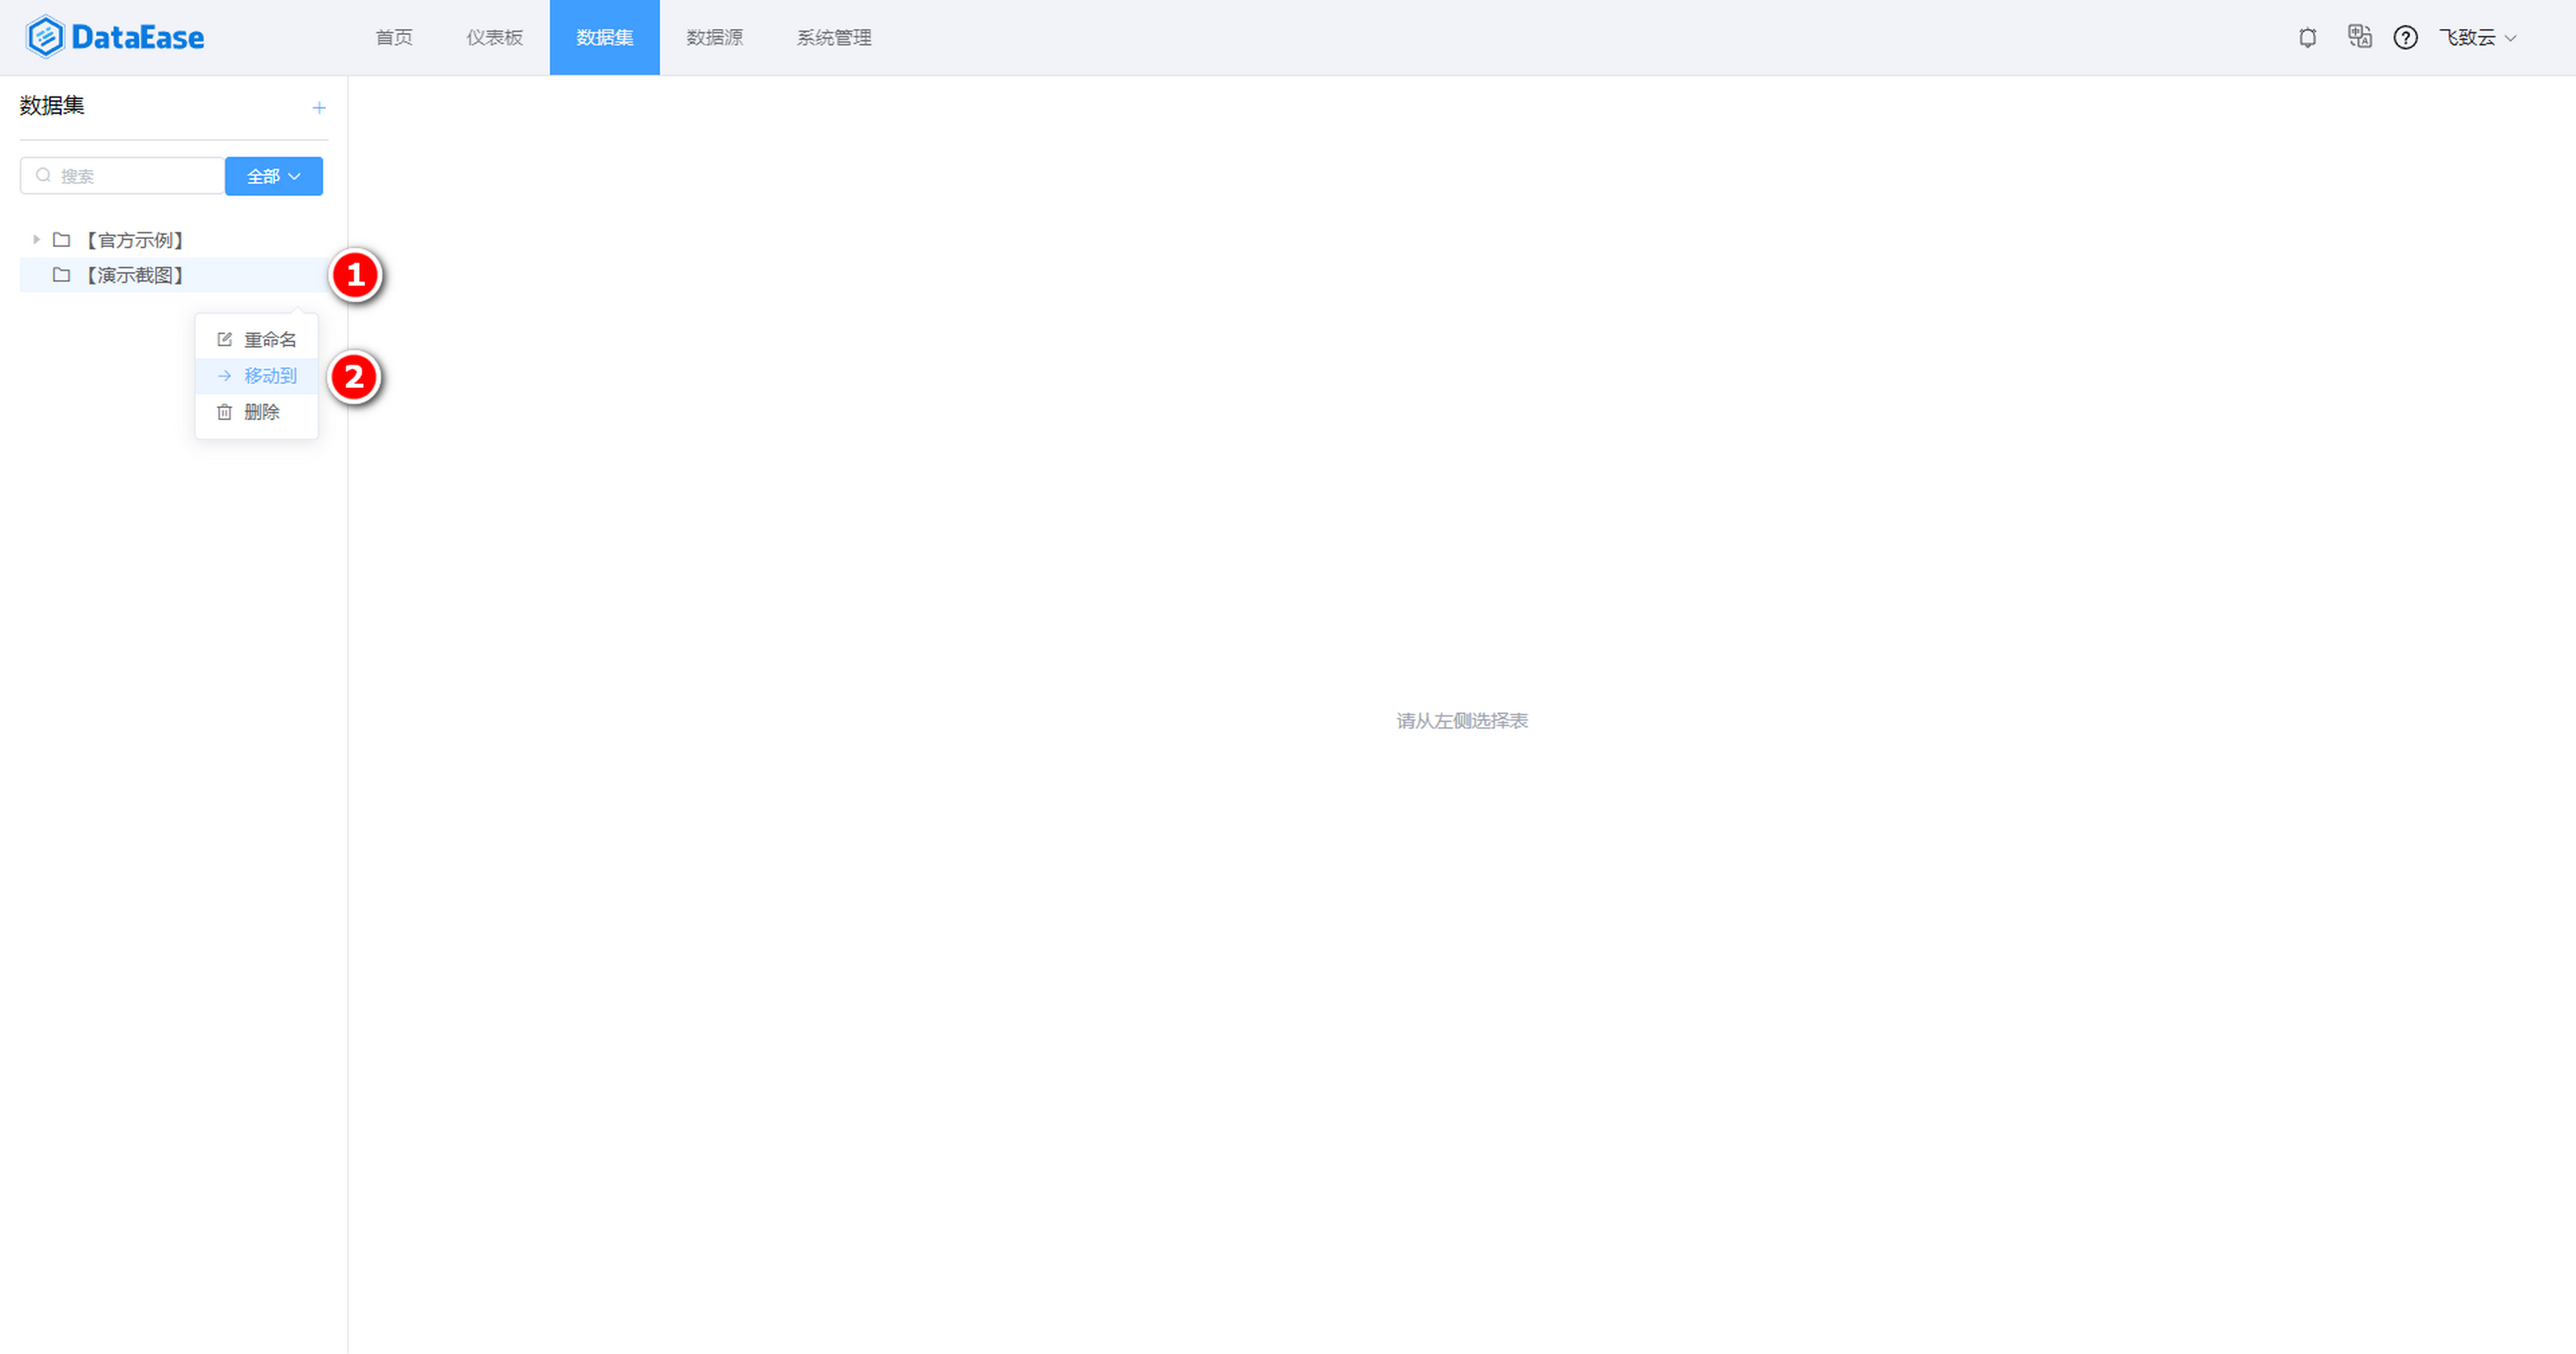 DataEase 首页 仪表板 数据集 数据源 系统管理 飞致云
数据集
搜索 全部
【官方示例】
【演示截图】
1
重命名
移动到
2
删除
请从左侧选择表